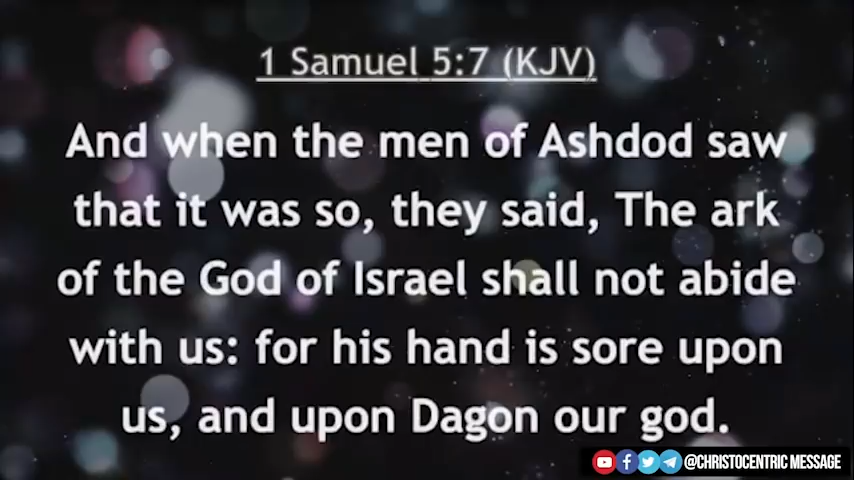 1 Samuel 5:7 (KJV)
And when the men of Ashdod saw
that it was so, they said, The ark
of the God of Israel shall not abide
with us: for his hand is sore upon
us, and upon Dagon our god.
@CHRISTOCENTRIC MESSAGE